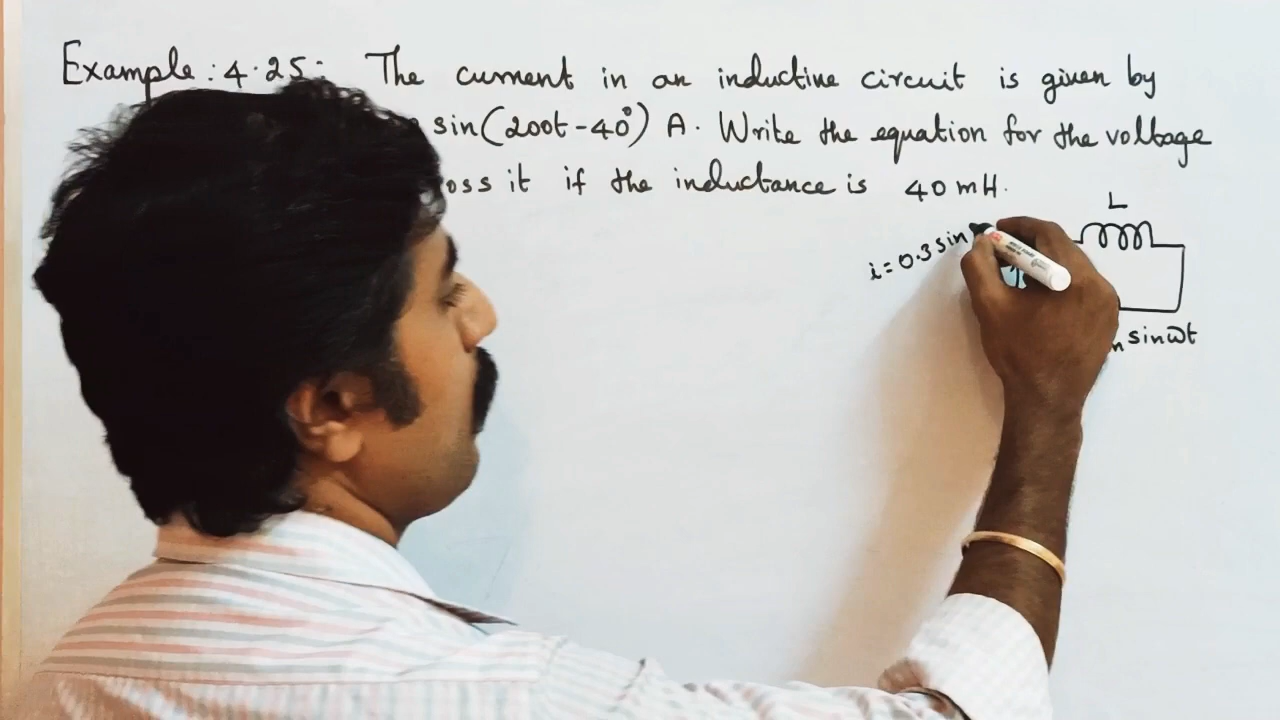 Example : 4.25 : The current in an inductive circuit is given by
sin(200t-40°) A. Write the equation for the voltage
oss it if the inductance is 40 mH.
L
i = 0.3 sin
sinωt